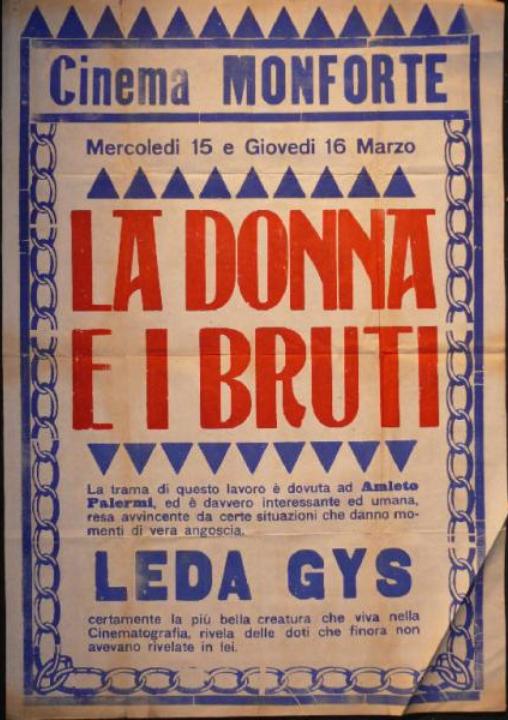 Cinema MONFORTE
Mercoledi 15 e Giovedi 16 Marzo
LA DONNA
E I BRUTI
La trama di questo lavoro è dovuta ad Amleto
Palermi, ed è davvero interessante ed umana,
resa avvincente da certe situazioni che danno mo-
menti di vera angoscia.
LEDA GYS
certamente la più bella creatura che viva nella
Cinematografia, rivela delle doti che finora non
avevano rivelate in lei.